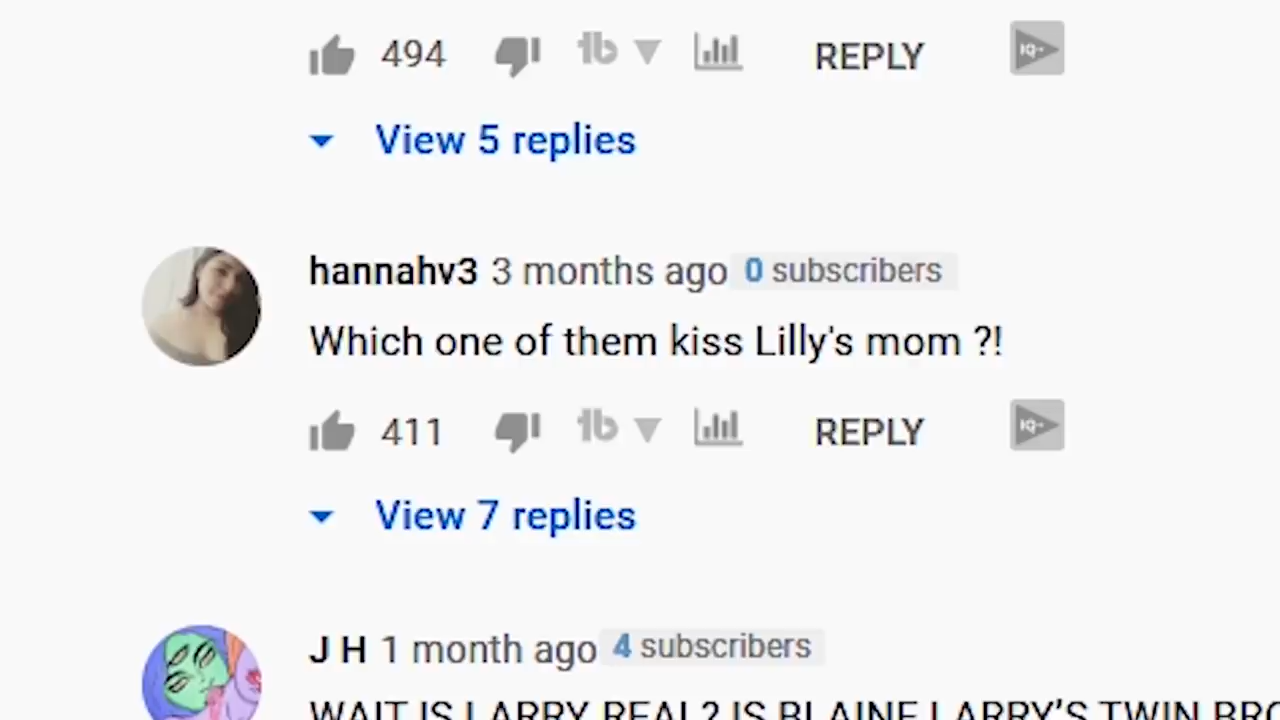 494 REPLY
View 5 replies
hannahv3 3 months ago 0 subscribers
Which one of them kiss Lilly's mom ?!
411 REPLY
View 7 replies
J H 1 month ago 4 subscribers
WAIT IS LARRY REAL? IS BLAINE LARRY'S TWIN BRO